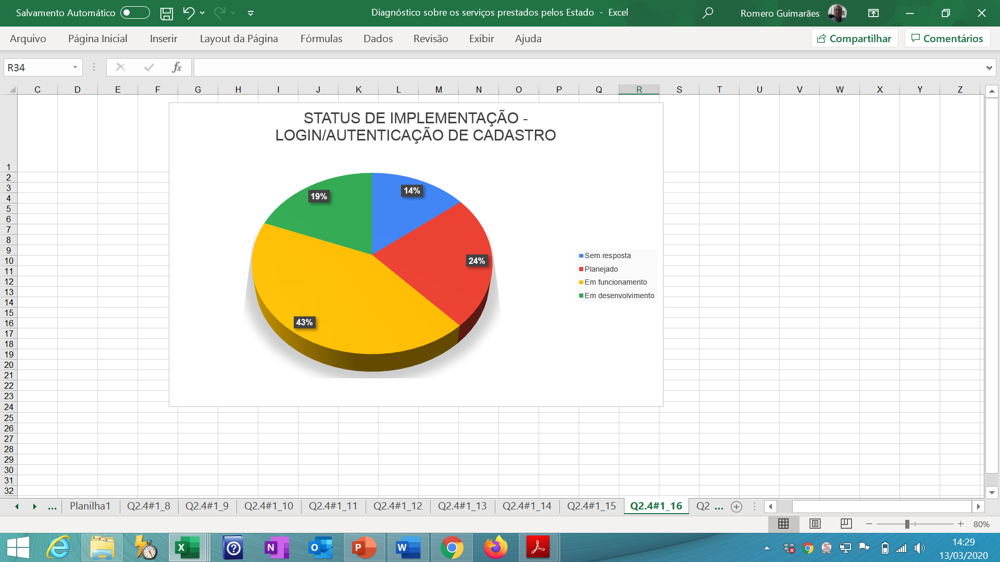 Salvamento Automático
Diagnóstico sobre os serviços prestados pelos Estado - Excel
Romero Guimarães
Arquivo Página Inicial Inserir Layout da Página Fórmulas Dados Revisão Exibir Ajuda
Compartilhar Comentários
R34 fx
C D E F G H I J K L M N O P Q R S T U V W X Y Z
STATUS DE IMPLEMENTAÇÃO -
LOGIN/AUTENTICAÇÃO DE CADASTRO
1
2
3
4
5
6
7
8
9
10
11
12
13
14
15
16
17
18
19
20
21
22
23
24
25
26
27
28
29
30
31
32
14%
19%
24%
43%
Sem resposta
Planejado
Em funcionamento
Em desenvolvimento
... Planilha1 Q2.4#1_8 Q2.4#1_9 Q2.4#1_10 Q2.4#1_11 Q2.4#1_12 Q2.4#1_13 Q2.4#1_14 Q2.4#1_15 Q2.4#1_16 Q2 ...
80%
X ? N O P W
14:29
13/03/2020